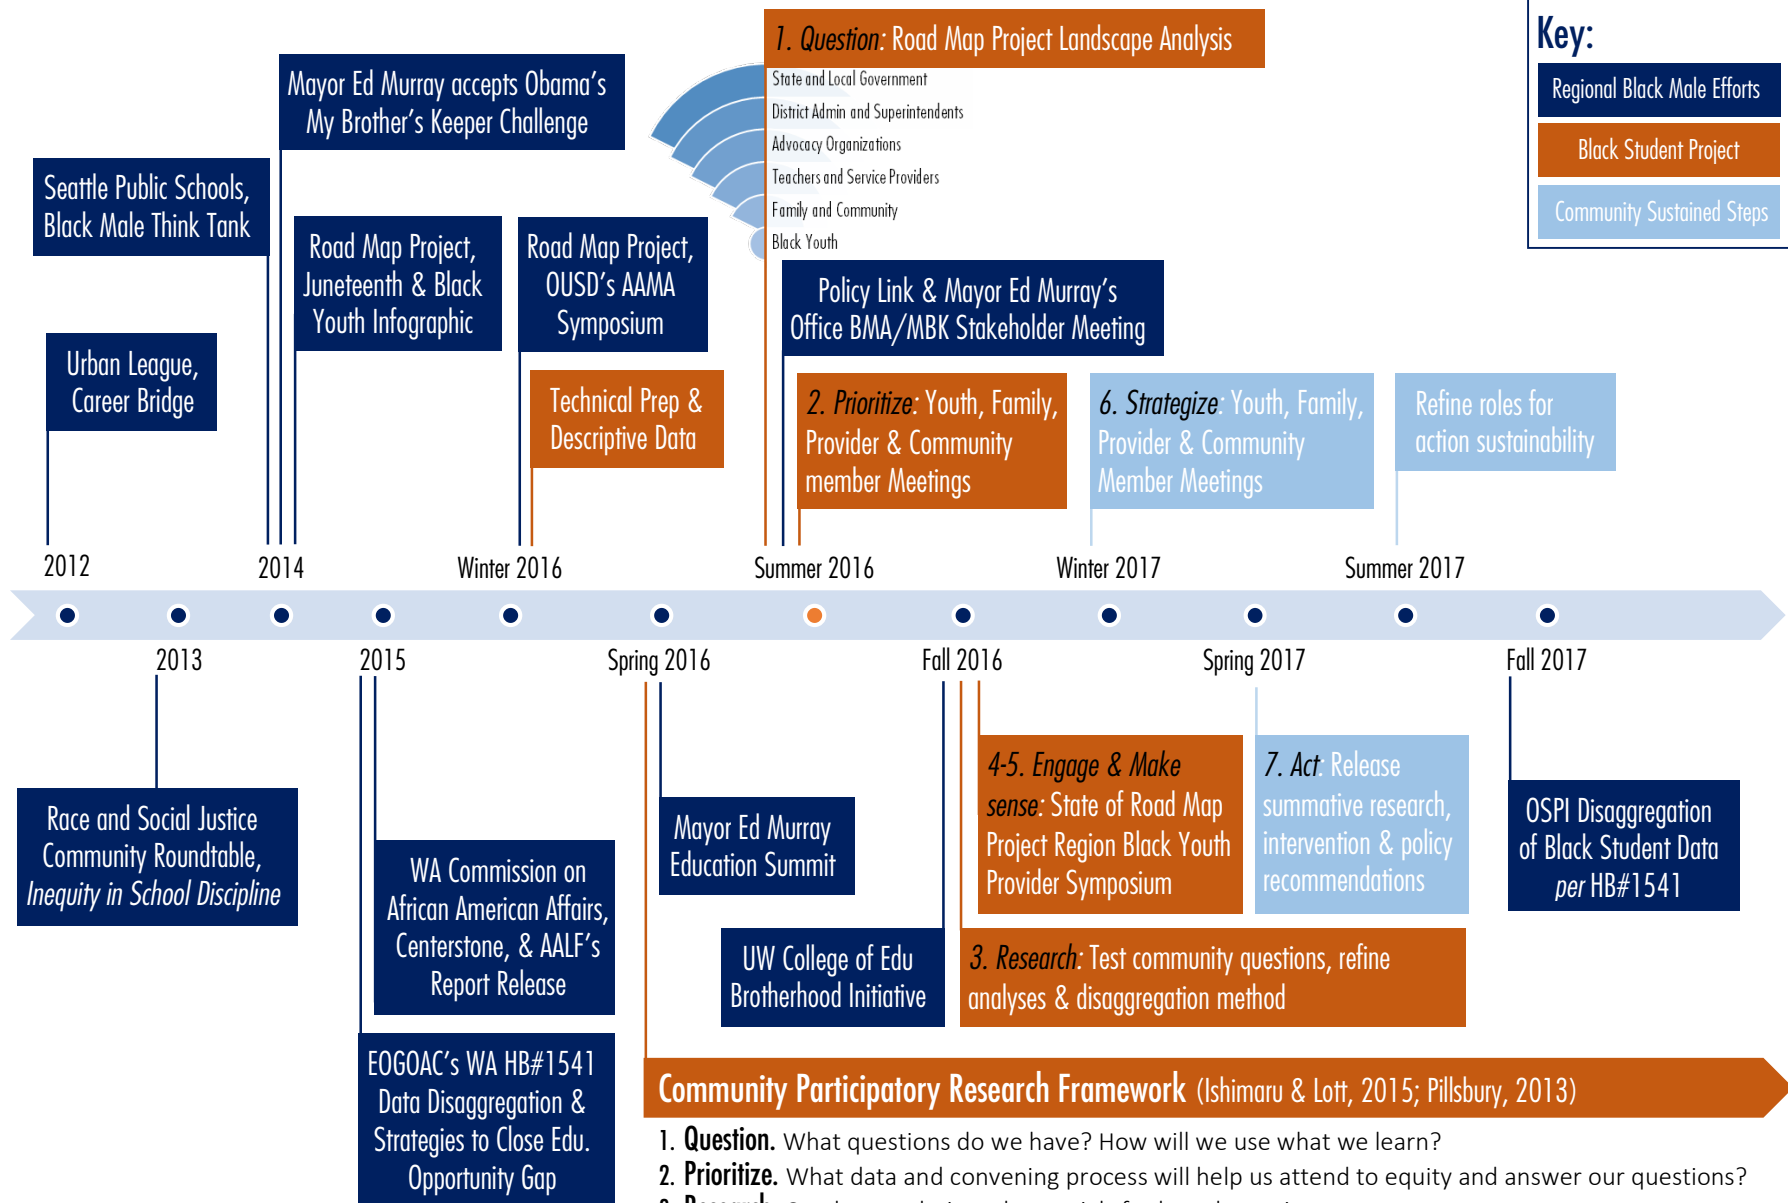 1. Question: Road Map Project Landscape Analysis
State and Local Government
District Admin and Superintendents
Advocacy Organizations
Teachers and Service Providers
Family and Community
Black Youth
Key:
Regional Black Male Efforts
Black Student Project
Community Sustained Steps
Mayor Ed Murray accepts Obama's
My Brother's Keeper Challenge
Seattle Public Schools,
Black Male Think Tank
Road Map Project,
Juneteenth & Black
Youth Infographic
Road Map Project,
OUSD's AAMA
Symposium
Policy Link & Mayor Ed Murray's
Office BMA/MBK Stakeholder Meeting
Urban League,
Career Bridge
Technical Prep &
Descriptive Data
2. Prioritize: Youth, Family,
Provider & Community
member Meetings
6. Strategize: Youth, Family,
Provider & Community
Member Meetings
Refine roles for
action sustainability
2012
2014
Winter 2016
Summer 2016
Winter 2017
Summer 2017
2013
2015
Spring 2016
Fall 2016
Spring 2017
Fall 2017
Race and Social Justice
Community Roundtable,
Inequity in School Discipline
WA Commission on
African American Affairs,
Centerstone, & AALF's
Report Release
EOGOAC's WA HB#1541
Data Disaggregation &
Strategies to Close Edu.
Opportunity Gap
Mayor Ed Murray
Education Summit
UW College of Edu
Brotherhood Initiative
4-5. Engage & Make
sense: State of Road Map
Project Region Black Youth
Provider Symposium
7. Act: Release
summative research,
intervention & policy
recommendations
OSPI Disaggregation
of Black Student Data
per HB#1541
3. Research: Test community questions, refine
analyses & disaggregation method
Community Participatory Research Framework (Ishimaru & Lott, 2015; Pillsbury, 2013)
1. Question. What questions do we have? How will we use what we learn?
2. Prioritize. What data and convening process will help us attend to equity and answer our questions?